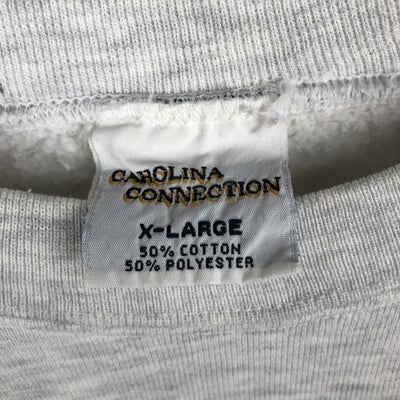 CAROLINA
CONNECTION
X-LARGE
50% COTTON
50% POLYESTER